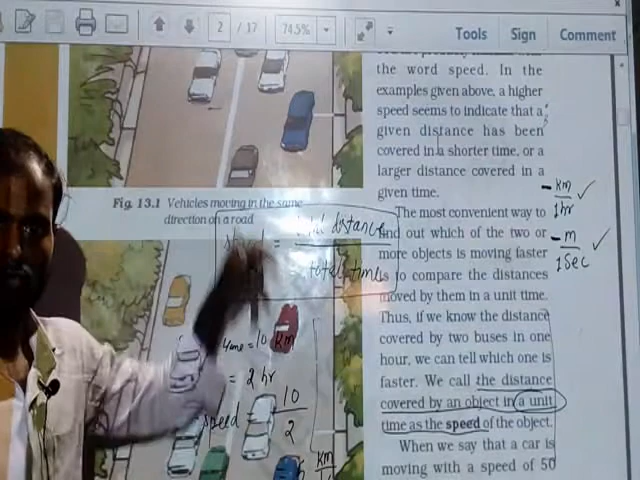 2 / 17
74.5%
Tools
Sign
Comment
the word speed. In the
examples given above, a higher
speed seems to indicate that a
given distance has been
covered in a shorter time, or a
larger distance covered in a
given time.
Fig. 13.1 Vehicles moving in the same
direction on a road
The most convenient way to
find out which of the two or
more objects is moving faster
is to compare the distances
moved by them in a unit time.
Thus, if we know the distance
covered by two buses in one
hour, we can tell which one is
faster. We call the distance
covered by an object in a unit
time as the speed of the object.
When we say that a car is
moving with a speed of 50
km
1hr
m
1Sec
= distance
total time
= 10 km
= 2 hr
speed = 10
2
km